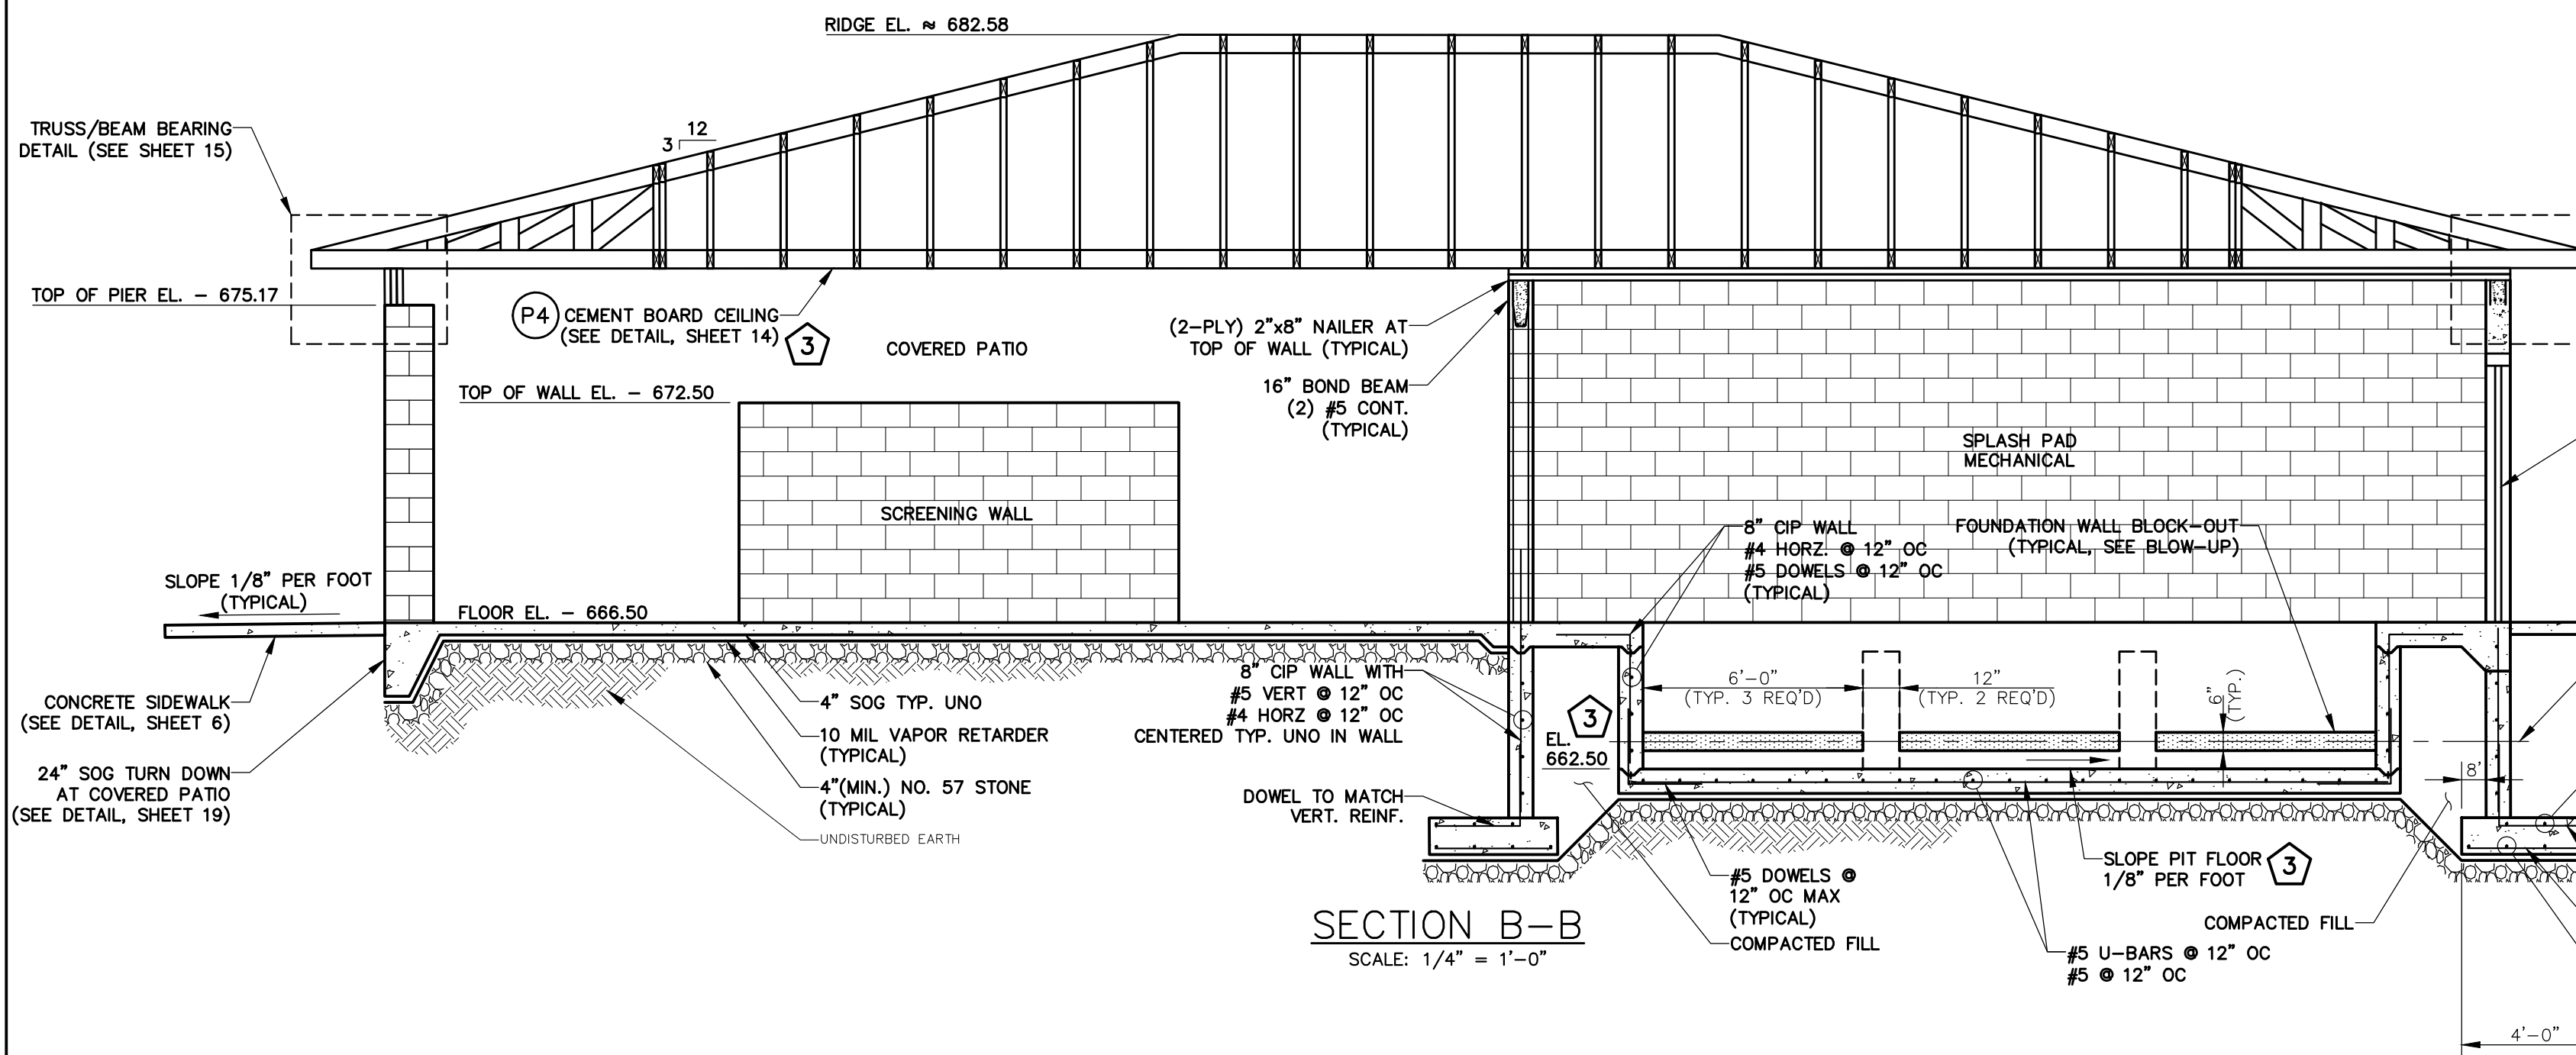 RIDGE EL. ≈ 682.58
TRUSS/BEAM BEARING
DETAIL (SEE SHEET 15)
12
3
TOP OF PIER EL. – 675.17
P4
CEMENT BOARD CEILING
(SEE DETAIL, SHEET 14)
3
COVERED PATIO
(2-PLY) 2"x8" NAILER AT
TOP OF WALL (TYPICAL)
16" BOND BEAM
(2) #5 CONT.
(TYPICAL)
TOP OF WALL EL. – 672.50
SCREENING WALL
SPLASH PAD
MECHANICAL
8" CIP WALL
#4 HORZ. @ 12" OC
#5 DOWELS @ 12" OC
(TYPICAL)
FOUNDATION WALL BLOCK-OUT
(TYPICAL, SEE BLOW-UP)
SLOPE 1/8" PER FOOT
(TYPICAL)
FLOOR EL. – 666.50
CONCRETE SIDEWALK
(SEE DETAIL, SHEET 6)
24" SOG TURN DOWN
AT COVERED PATIO
(SEE DETAIL, SHEET 19)
4" SOG TYP. UNO
10 MIL VAPOR RETARDER
(TYPICAL)
4"(MIN.) NO. 57 STONE
(TYPICAL)
UNDISTURBED EARTH
8" CIP WALL WITH
#5 VERT @ 12" OC
#4 HORZ @ 12" OC
CENTERED TYP. UNO IN WALL
DOWEL TO MATCH
VERT. REINF.
3
EL.
662.50
6'-0"
(TYP. 3 REQ'D)
12"
(TYP. 2 REQ'D)
6"
(TYP.)
8"
#5 DOWELS @
12" OC MAX
(TYPICAL)
COMPACTED FILL
SLOPE PIT FLOOR
1/8" PER FOOT
3
COMPACTED FILL
#5 U-BARS @ 12" OC
#5 @ 12" OC
4'-0"
SECTION B-B
SCALE: 1/4" = 1'-0"